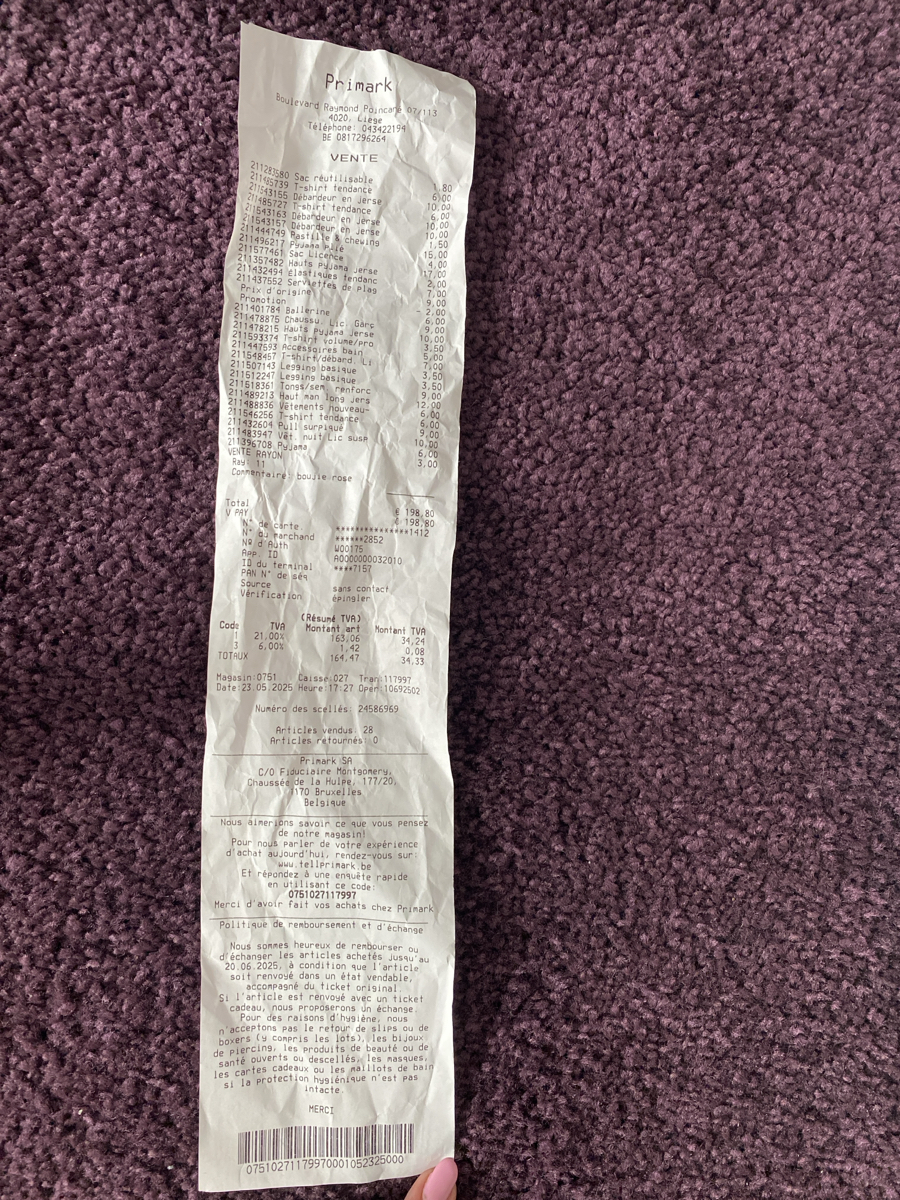 Primark
Boulevard Raymond Poincaré 07/113
4020, Liege
Téléphone: 043422194
BE 0817296264
VENTE
211283580 Sac réutilisable 1,80
211485739 T-shirt tendance 6,00
211543155 Débardeur en jerse 10,00
211485727 T-shirt tendance 6,00
211543163 Débardeur en jerse 10,00
211543157 Débardeur en jerse 10,00
211444749 Pastille & chewing 1,50
211496217 Pyjama plié 15,00
211577461 Sac Licence 4,00
211357482 Hauts pyjama jerse 17,00
211432494 Élastiques tendanc 2,00
211437552 Serviettes de plag 7,00
Prix d'origine 9,00
Promotion - 2,00
211401784 Ballerine 6,00
211478875 Chaussu. Lic. Garç 9,00
211478215 Hauts pyjama jerse 10,00
211593374 T-shirt volume/pro 3,50
211447593 Accessoires bain 5,00
211548457 T-shirt/débard. Li 7,00
211507143 Legging basique 3,50
211512247 Legging basique 3,50
211518361 Tongs/sem. renforc 9,00
211489213 Haut man long jers 12,00
211488836 Vêtements nouveau- 6,00
211546256 T-shirt tendance 6,00
211432604 Pull surpiqué 9,00
211483947 Vêt. nuit Lic susp 10,00
211396708 Pyjama 6,00
VENTE RAYON 3,00
Ray: 11
Commentaire: boujie rose
Total € 198,80
V PAY € 198,80
N° de carte. ***************1412
N° du marchand ******2852
Nº d'Auth W00175
App. ID A0000000032010
ID du terminal ****7157
PAN N° de séq
Source sans contact
Vérification épingler
(Résumé TVA)
Code TVA Montant art Montant TVA
1 21,00% 163,06 34,24
3 6,00% 1,42 0,08
TOTAUX 164,47 34,33
Magasin:0751 Caisse:027 Tran:117997
Date:23.05.2025 Heure:17:27 Opér:10692502
Numéro des scellés: 24586969
Articles vendus: 28
Articles retournés: 0
Primark SA
C/O Fiduciaire Montgomery,
Chaussée de la Hulpe, 177/20,
1170 Bruxelles
Belgique
Nous aimerions savoir ce que vous pensez
de notre magasin!
Pour nous parler de votre expérience
d'achat aujourd'hui, rendez-vous sur:
www.tellprimark.be
Et répondez à une enquête rapide
en utilisant ce code:
0751027117997
Merci d'avoir fait vos achats chez Primark
Politique de remboursement et d'échange
Nous sommes heureux de rembourser ou
d'échanger les articles achetés jusqu'au
20.06.2025, à condition que l'article
soit renvoyé dans un état vendable,
accompagné du ticket original.
Si l'article est renvoyé avec un ticket
cadeau, nous proposerons un échange.
Pour des raisons d'hygiène, nous
n'acceptons pas le retour de slips ou de
boxers (y compris les lots), les bijoux
de piercing, les produits de beauté ou de
santé ouverts ou descellés, les masques,
les cartes cadeaux ou les maillots de bain
si la protection hygiénique n'est pas
intacte.
MERCI
07510271179970001052325000